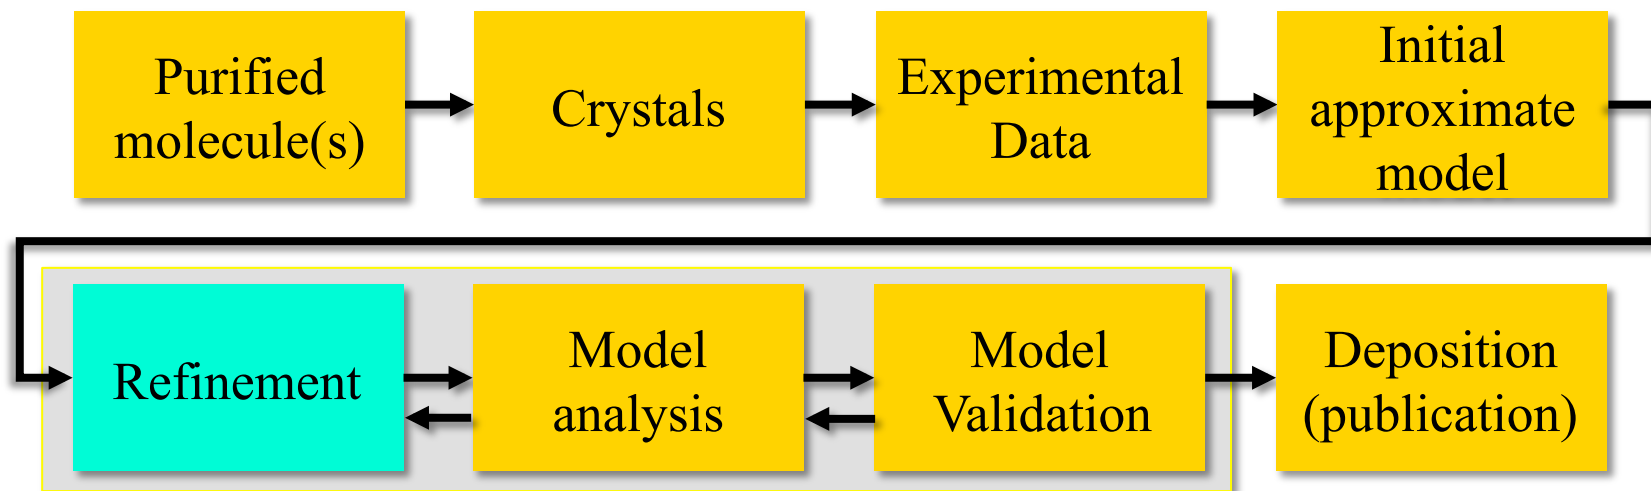 Purified
molecule(s)
Crystals
Experimental
Data
Initial
approximate
model
Refinement
Model
analysis
Model
Validation
Deposition
(publication)